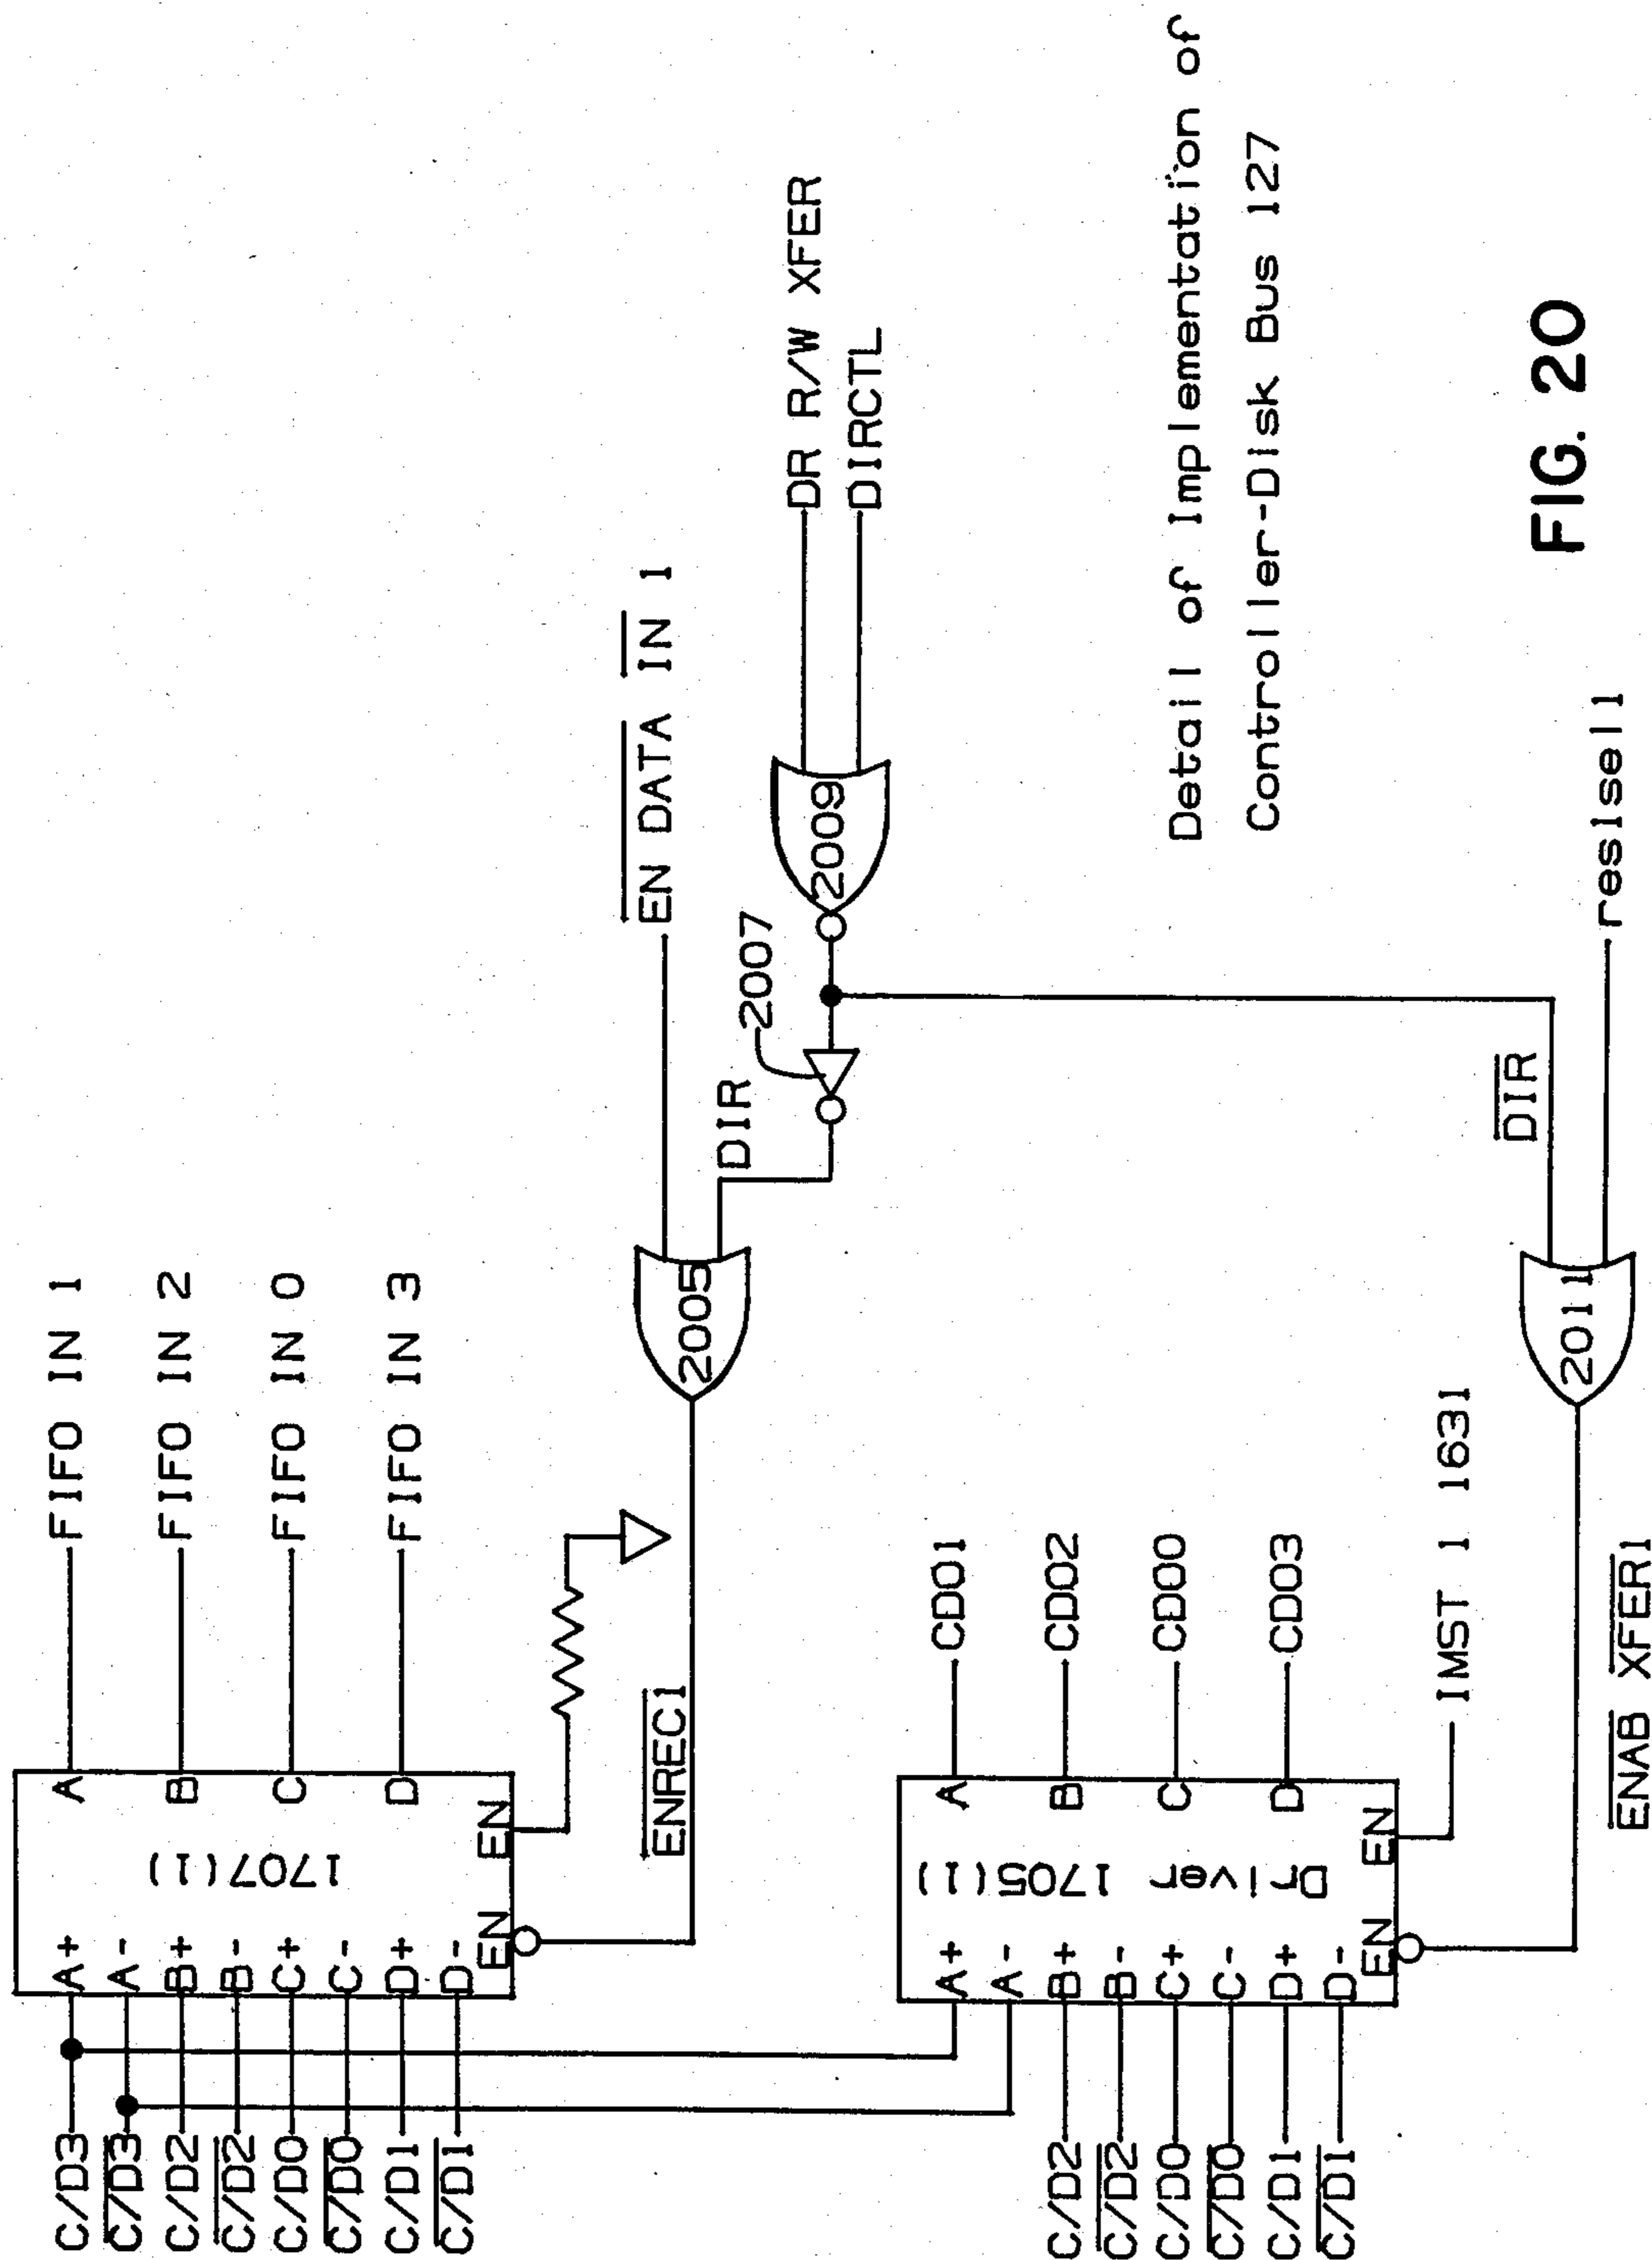 C/D3
C/D3
C/D2
C/D2
C/D0
C/D0
C/D1
C/D1
A+
A-
B+
B-
C+
C-
D+
D-
EN
EN
1707(1)
A
B
C
D
FIFO IN 1
FIFO IN 2
FIFO IN 0
FIFO IN 3
ENREC1
2005
EN DATA IN 1
DIR
2007
2009
DR R/W XFER
DIRCTL
C/D2
C/D2
C/D0
C/D0
C/D1
C/D1
A+
A-
B+
B-
C+
C-
D+
D-
EN
EN
Driver 1705(1)
A
B
C
D
CDO1
CDO2
CDO0
CDO3
IMST 1 1631
ENAB XFER1
2011
DIR
reslsel1
Detail of Implementation of
Controller-Disk Bus 127
FIG. 20